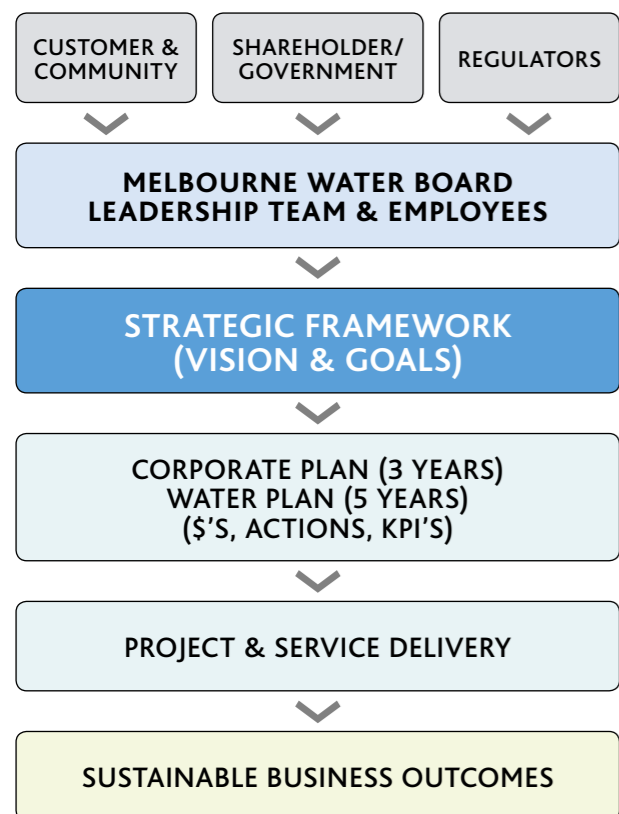 CUSTOMER &
COMMUNITY
SHAREHOLDER/
GOVERNMENT
REGULATORS
MELBOURNE WATER BOARD
LEADERSHIP TEAM & EMPLOYEES
STRATEGIC FRAMEWORK
(VISION & GOALS)
CORPORATE PLAN (3 YEARS)
WATER PLAN (5 YEARS)
($’S, ACTIONS, KPI’S)
PROJECT & SERVICE DELIVERY
SUSTAINABLE BUSINESS OUTCOMES